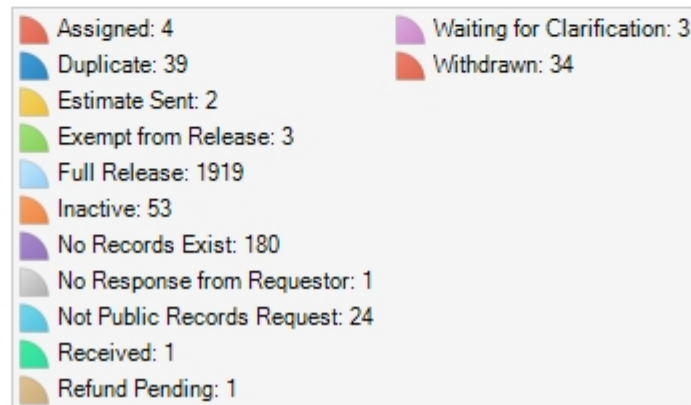 Assigned: 4
Duplicate: 39
Estimate Sent: 2
Exempt from Release: 3
Full Release: 1919
Inactive: 53
No Records Exist: 180
No Response from Requestor: 1
Not Public Records Request: 24
Received: 1
Refund Pending: 1
Waiting for Clarification: 3
Withdrawn: 34